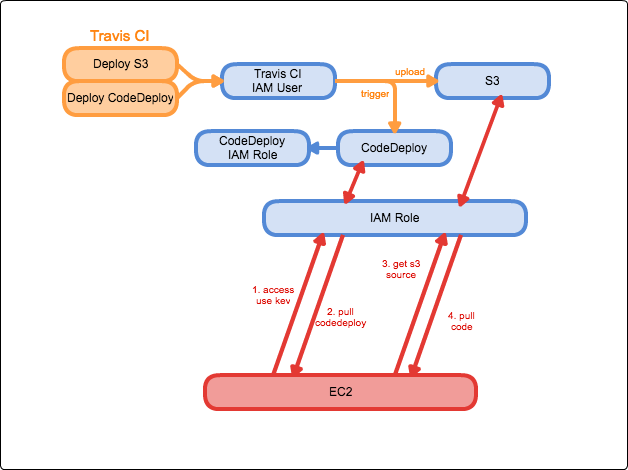 Travis CI
Deploy S3
Deploy CodeDeploy
Travis CI
IAM User
upload
trigger
S3
CodeDeploy
IAM Role
CodeDeploy
IAM Role
1. access
use kev
2. pull
codedeploy
3. get s3
source
4. pull
code
EC2